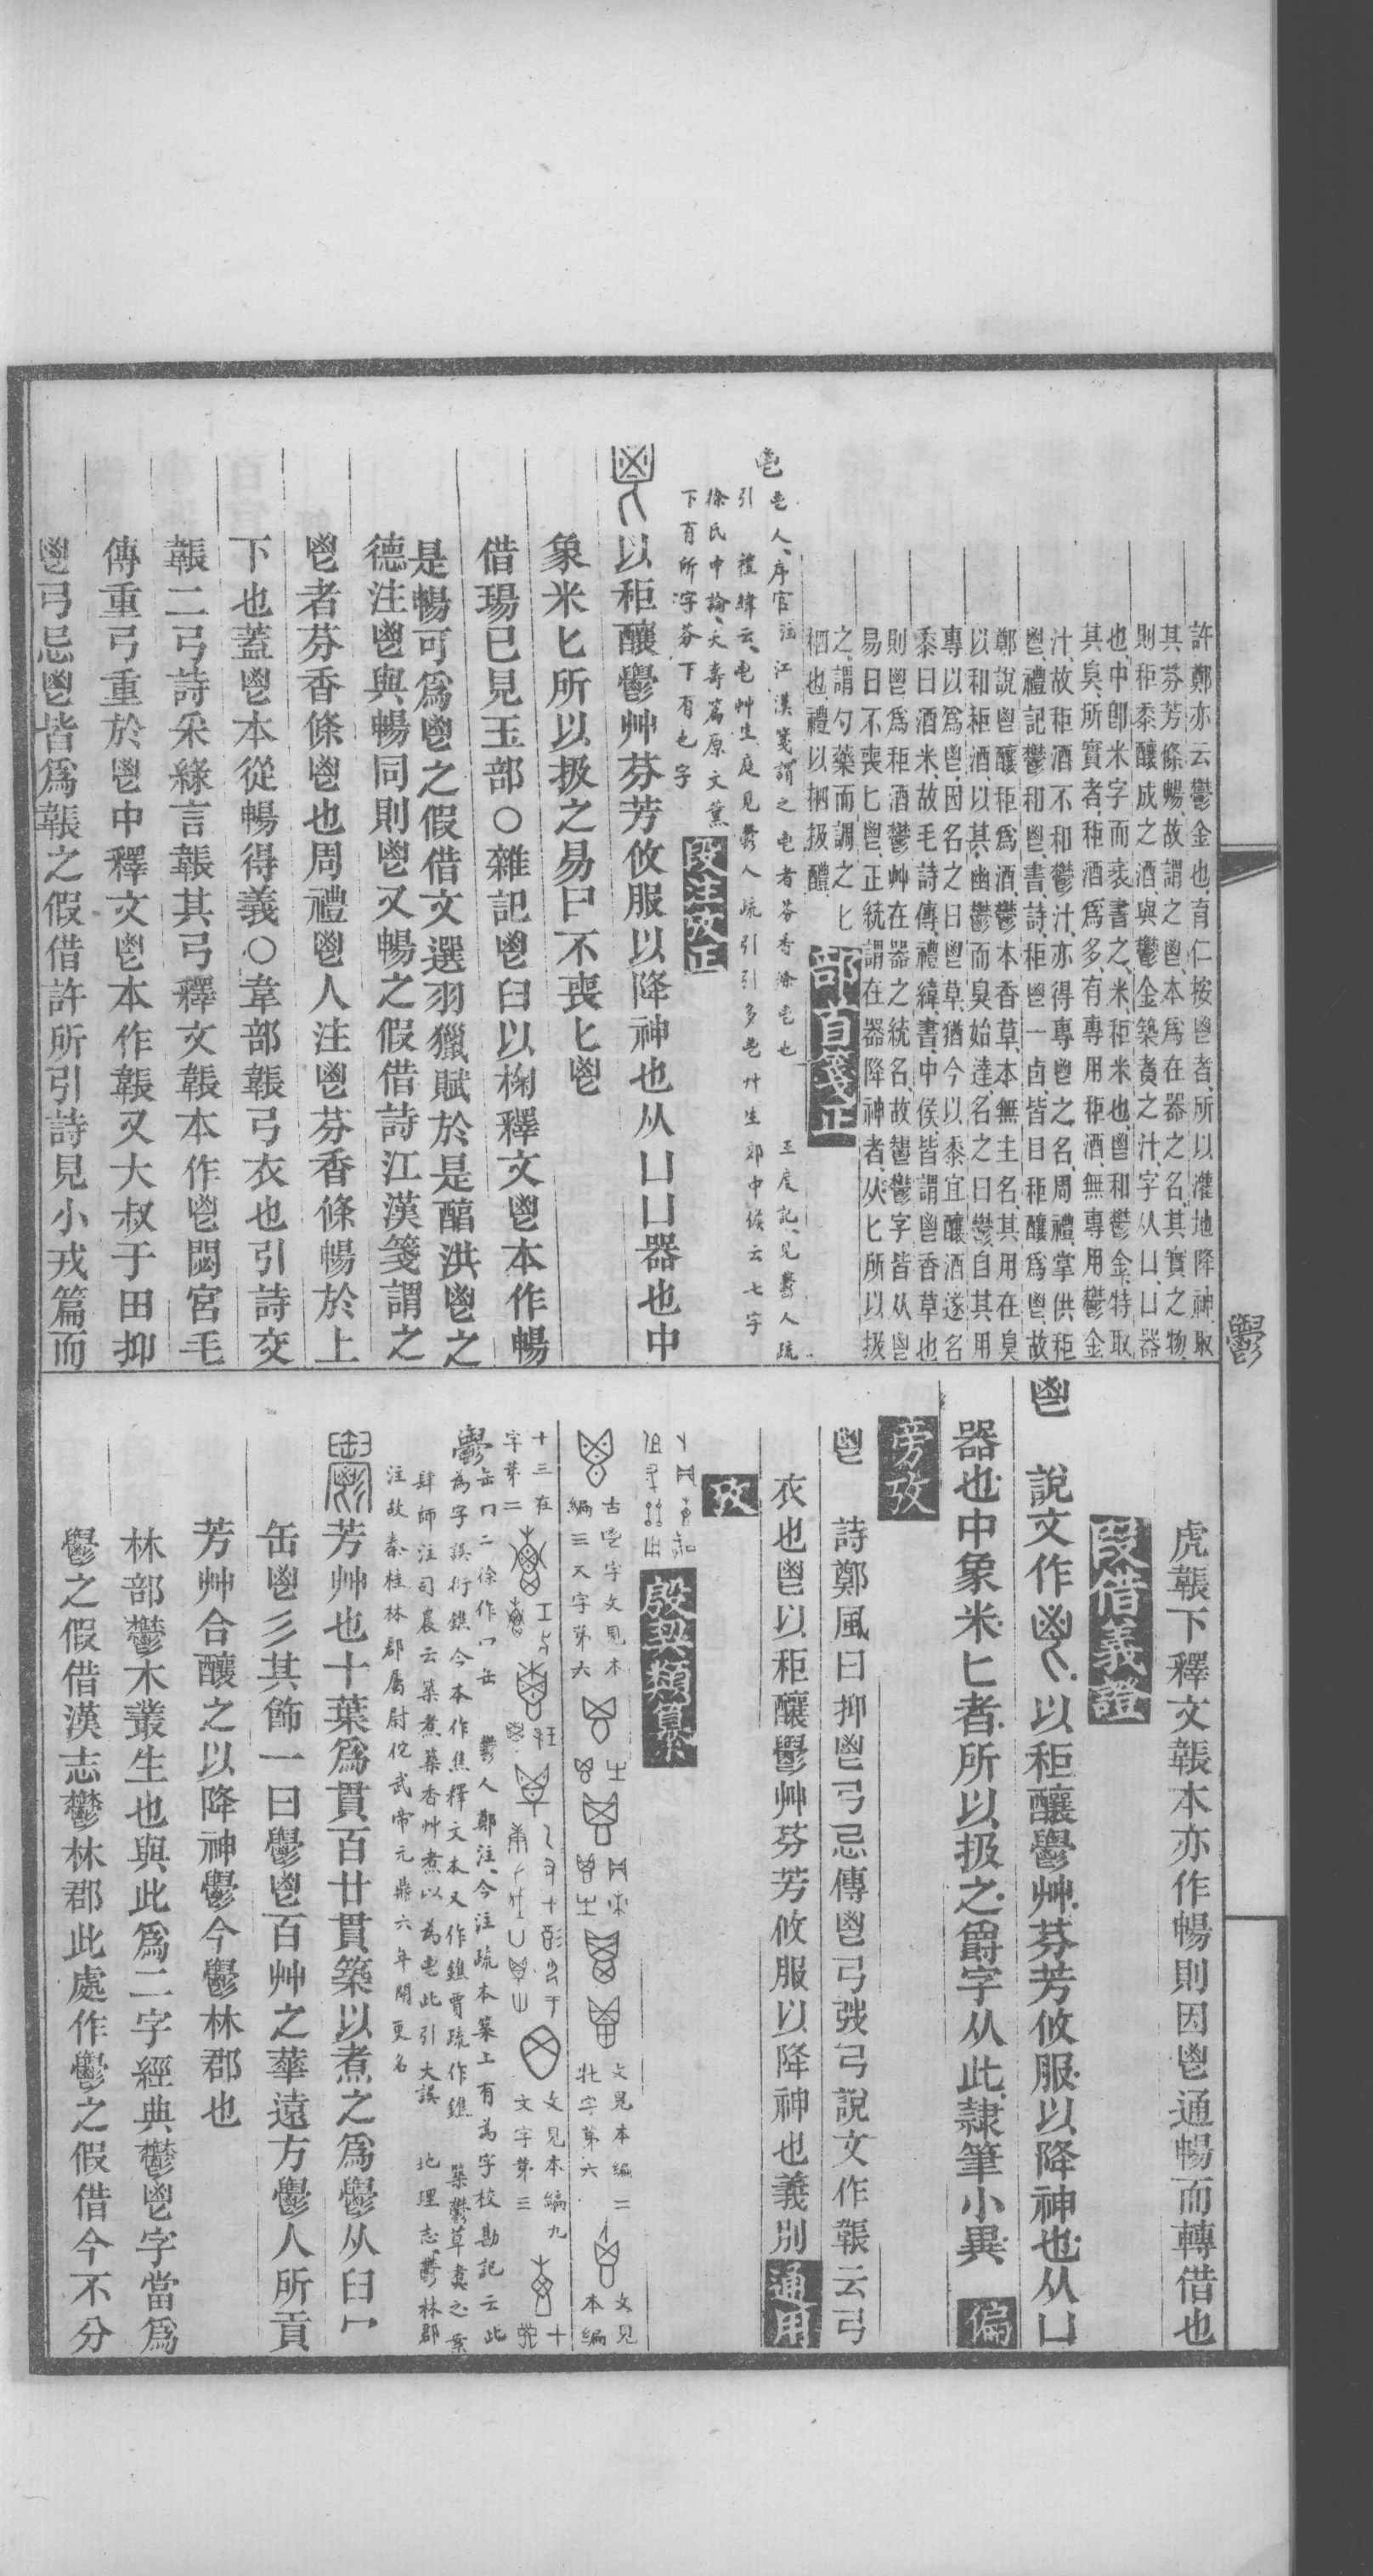 許鄭亦云鬱金也有仁按鬯者所以灌地降神取
其芬芳條暢故謂之鬯本爲在器之名其實之物
則秬黍釀成之酒與鬱金築煑之汁字从凵凵器
也中卽米字而衺書之米秬米也鬯和鬱金特取
其臭所實者秬酒爲多有專用秬酒無專用鬱金
汁故秬酒不和鬱汁亦得專鬯之名周禮掌供秬
鬯禮記鬱和鬯書詩秬鬯一卣皆目秬釀爲鬯故
鄭說鬯釀秬爲酒鬱本香草本無主名其用在臭
以和秬酒以其幽鬱而臭始達名之曰鬱自其用
專以爲鬯因名之曰鬯草猶今以黍宜釀酒遂名
黍曰酒米故毛詩傳禮緯書中侯皆謂鬯香草也
則鬯爲秬酒鬱艸在器之統名故𩰪鬱字皆从鬯
易曰不喪匕鬯正統謂在器降神者从匕所以扱
之謂勺藥而調之匕
柶也禮以柶扱醴
部首箋正
鬯 鬯人序官注 江漢箋謂之鬯者芬香條鬯也 王度記見鬱人疏
引 禮緯云鬯艸生庭見鬱人疏引引多鬯艸生郊中候云七字
徐氏中論夭壽篇原文薰
下有所字芬下有也字
段注攷正
以秬釀鬱艸芬芳攸服以降神也从凵凵器也中
象米匕所以扱之易曰不喪匕鬯
借瑒已見玉部○雜記鬯臼以椈釋文鬯本作暢
是暢可爲鬯之假借文選羽獵賦於是醞洪鬯之
德注鬯與暢同則鬯又暢之假借詩江漢箋謂之
鬯者芬香條鬯也周禮鬯人注鬯芬香條暢於上
下也蓋鬯本從暢得義○韋部韔弓衣也引詩交
韔二弓詩采綠言韔其弓釋文韔本作鬯閟宮毛
傳重弓重於鬯中釋文鬯本作韔又大叔于田抑
鬯弓忌鬯皆爲韔之假借許所引詩見小戎篇而
鬱
虎韔下釋文韔本亦作暢則因鬯通暢而轉借也
段借義證
鬯 說文作 以秬釀鬱艸芬芳攸服以降神也从凵
器也中象米匕者所以扱之爵字从此隷筆小異 偏
旁攷
鬯 詩鄭風曰抑鬯弓忌傳鬯弓弢弓說文作韔云弓
衣也鬯以秬釀鬱艸芬芳攸服以降神也義別 通用
攷
殷契類纂
古鬯字文見本
編三又字第六
文見本編二
牡字第六
文見
本編
十三在
字第二
文見本編九
文字第三
鬱 缶冂二徐作冖缶 鬱人鄭注今注疏本築上有爲字校勘記云此
爲字誤衍鐎今本作焦釋文本又作鐎賈疏作鐎 築鬱草煑之案
肆師注司農云築煮築香艸煮以爲鬯此引大誤 地理志鬱林郡
注故秦桂林郡屬尉佗武帝元鼎六年開更名
芳艸也十葉爲貫百廿貫築以煮之爲鬱从臼冖
缶鬯彡其飾一曰鬱鬯百艸之華遠方鬱人所貢
芳艸合釀之以降神鬱今鬱林郡也
林部鬱木叢生也與此爲二字經典鬱鬯字當爲
鬱之假借漢志鬱林郡此處作鬱之假借今不分